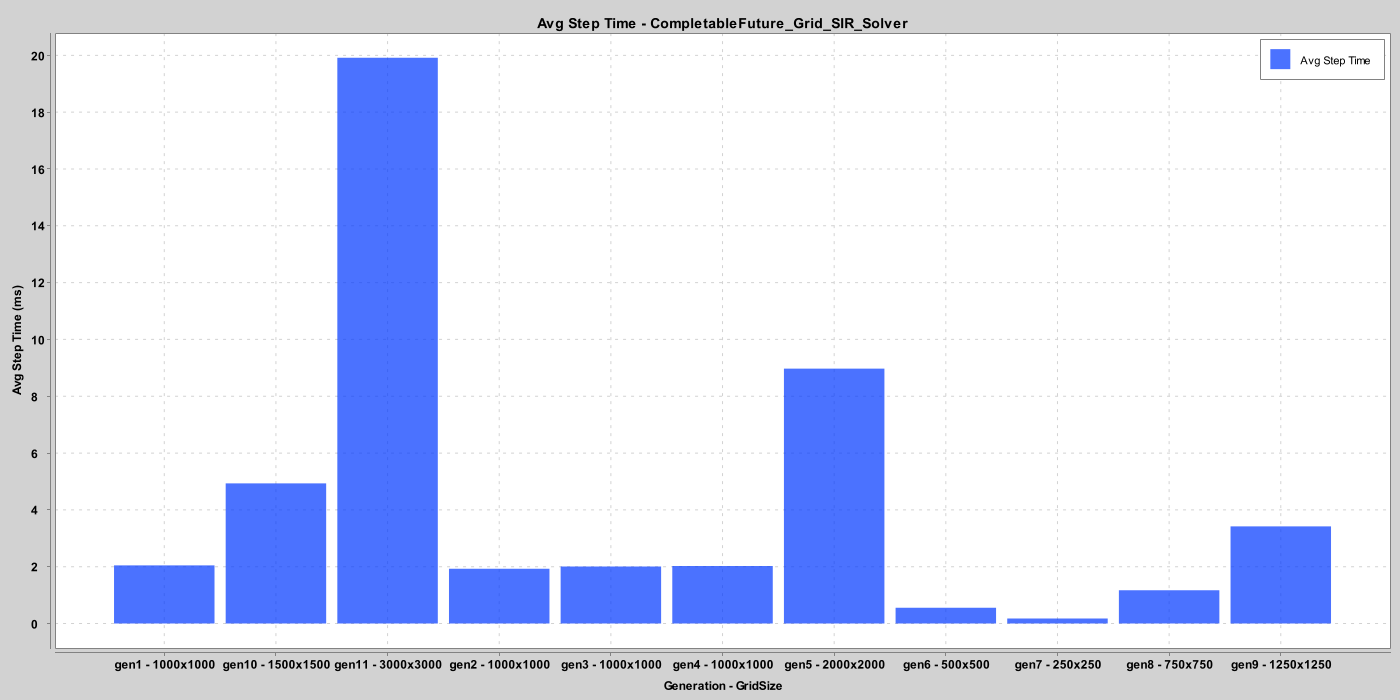 Avg Step Time - CompletableFuture_Grid_SIR_Solver
Avg Step Time
20
18
16
14
12
10
8
6
4
2
0
Avg Step Time (ms)
gen1 - 1000x1000 gen10 - 1500x1500 gen11 - 3000x3000 gen2 - 1000x1000 gen3 - 1000x1000 gen4 - 1000x1000 gen5 - 2000x2000 gen6 - 500x500 gen7 - 250x250 gen8 - 750x750 gen9 - 1250x1250
Generation - GridSize